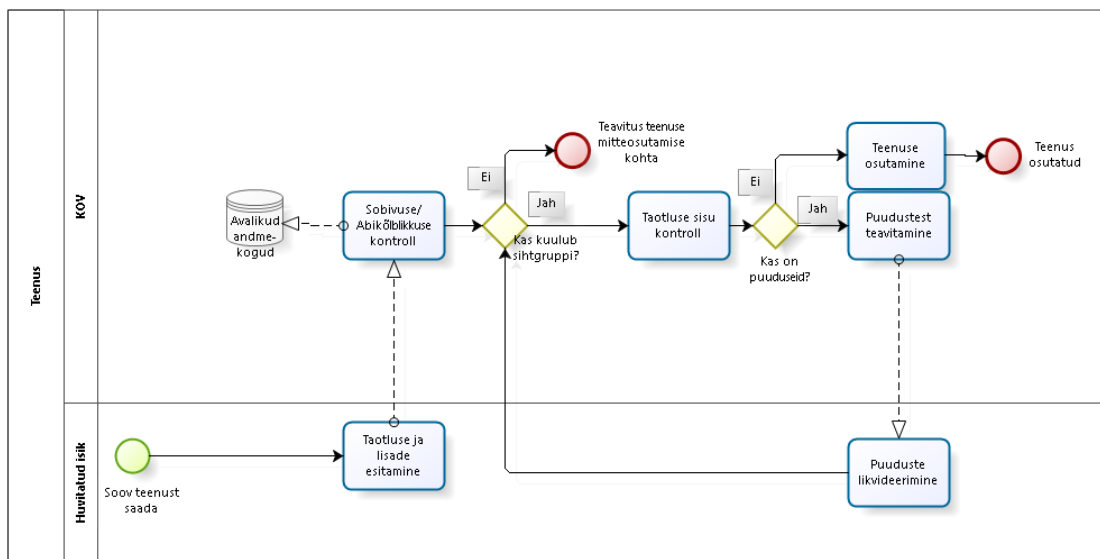 Teenus
KOV
Huvitatud isik
Avalikud
andme-
kogud
Sobivuse/
Abikõlblikkuse
kontroll
Ei
Jah
Kas kuulub
sihtgruppi?
Teavitus teenuse
mitteosutamise
kohta
Taotluse sisu
kontroll
Ei
Jah
Kas on
puuduseid?
Teenuse
osutamine
Teenus
osutatud
Puudustest
teavitamine
Soov teenust
saada
Taotluse ja
lisade
esitamine
Puuduste
likvideerimine